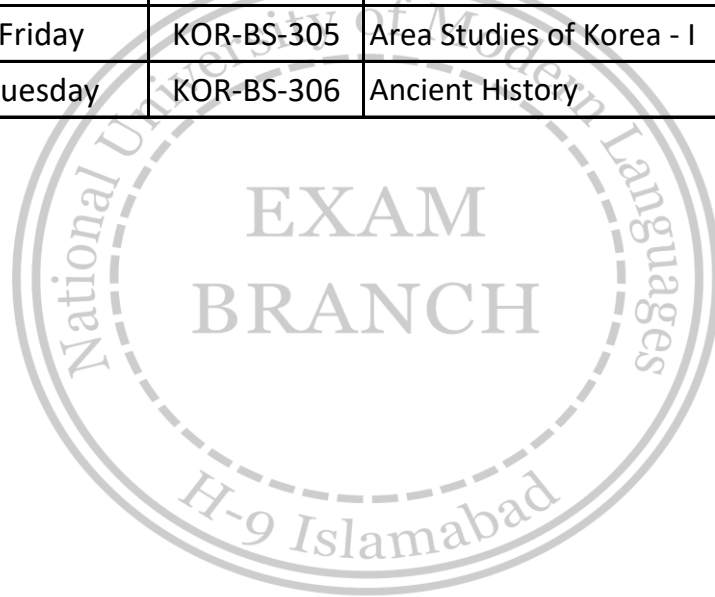 Friday KOR-BS-305 Area Studies of Korea - I
uesday KOR-BS-306 Ancient History
National University of Modern Languages
EXAM
BRANCH
H-9 Islamabad